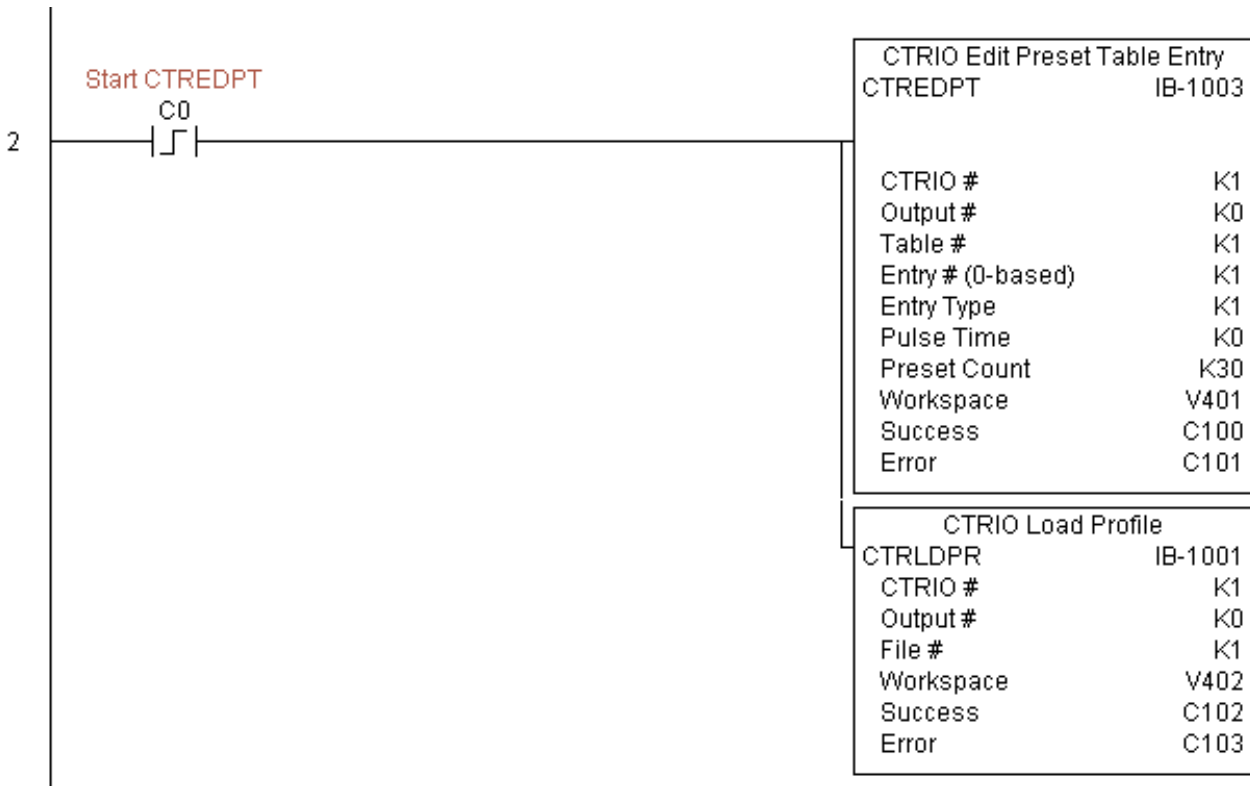 Start CTREDPT
C0
2
CTRIO Edit Preset Table Entry
CTREDPT IB-1003
CTRIO # K1
Output # K0
Table # K1
Entry # (0-based) K1
Entry Type K1
Pulse Time K0
Preset Count K30
Workspace V401
Success C100
Error C101
CTRIO Load Profile
CTRLDPR IB-1001
CTRIO # K1
Output # K0
File # K1
Workspace V402
Success C102
Error C103